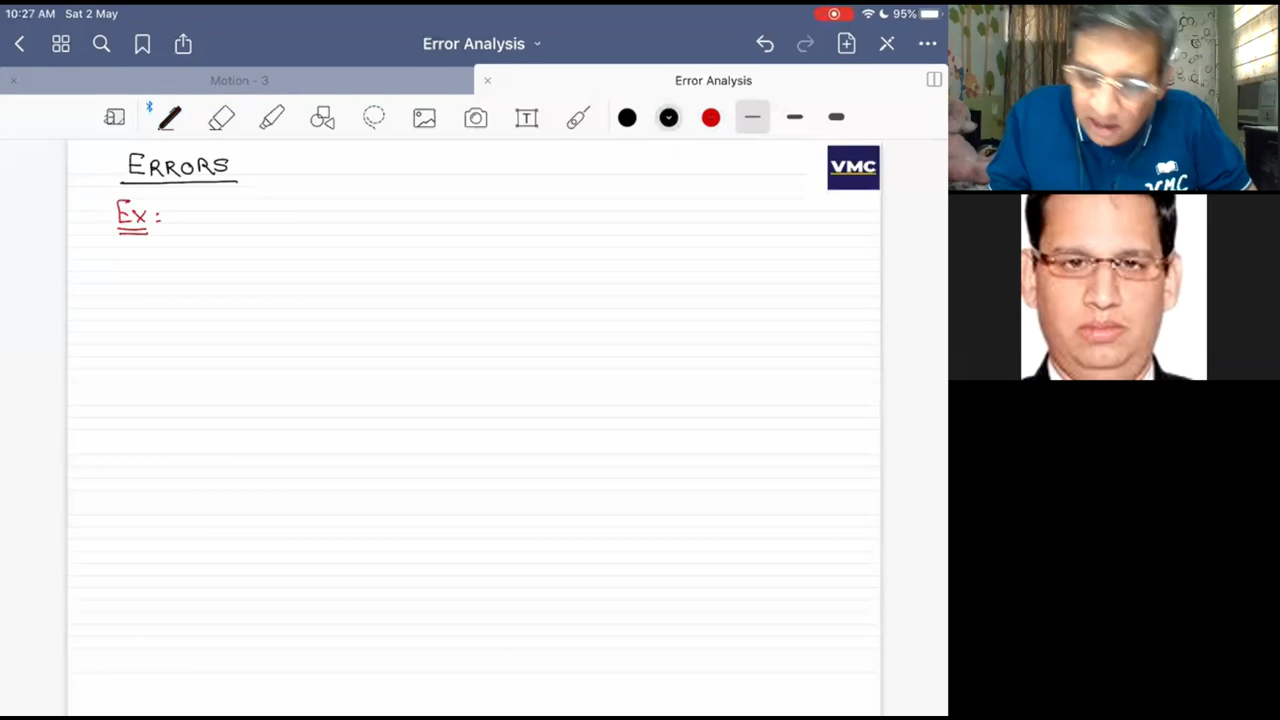 10:27 AM Sat 2 May 95%
Error Analysis
Motion - 3
Error Analysis
T
ERRORS
VMC
Ex:
VMC